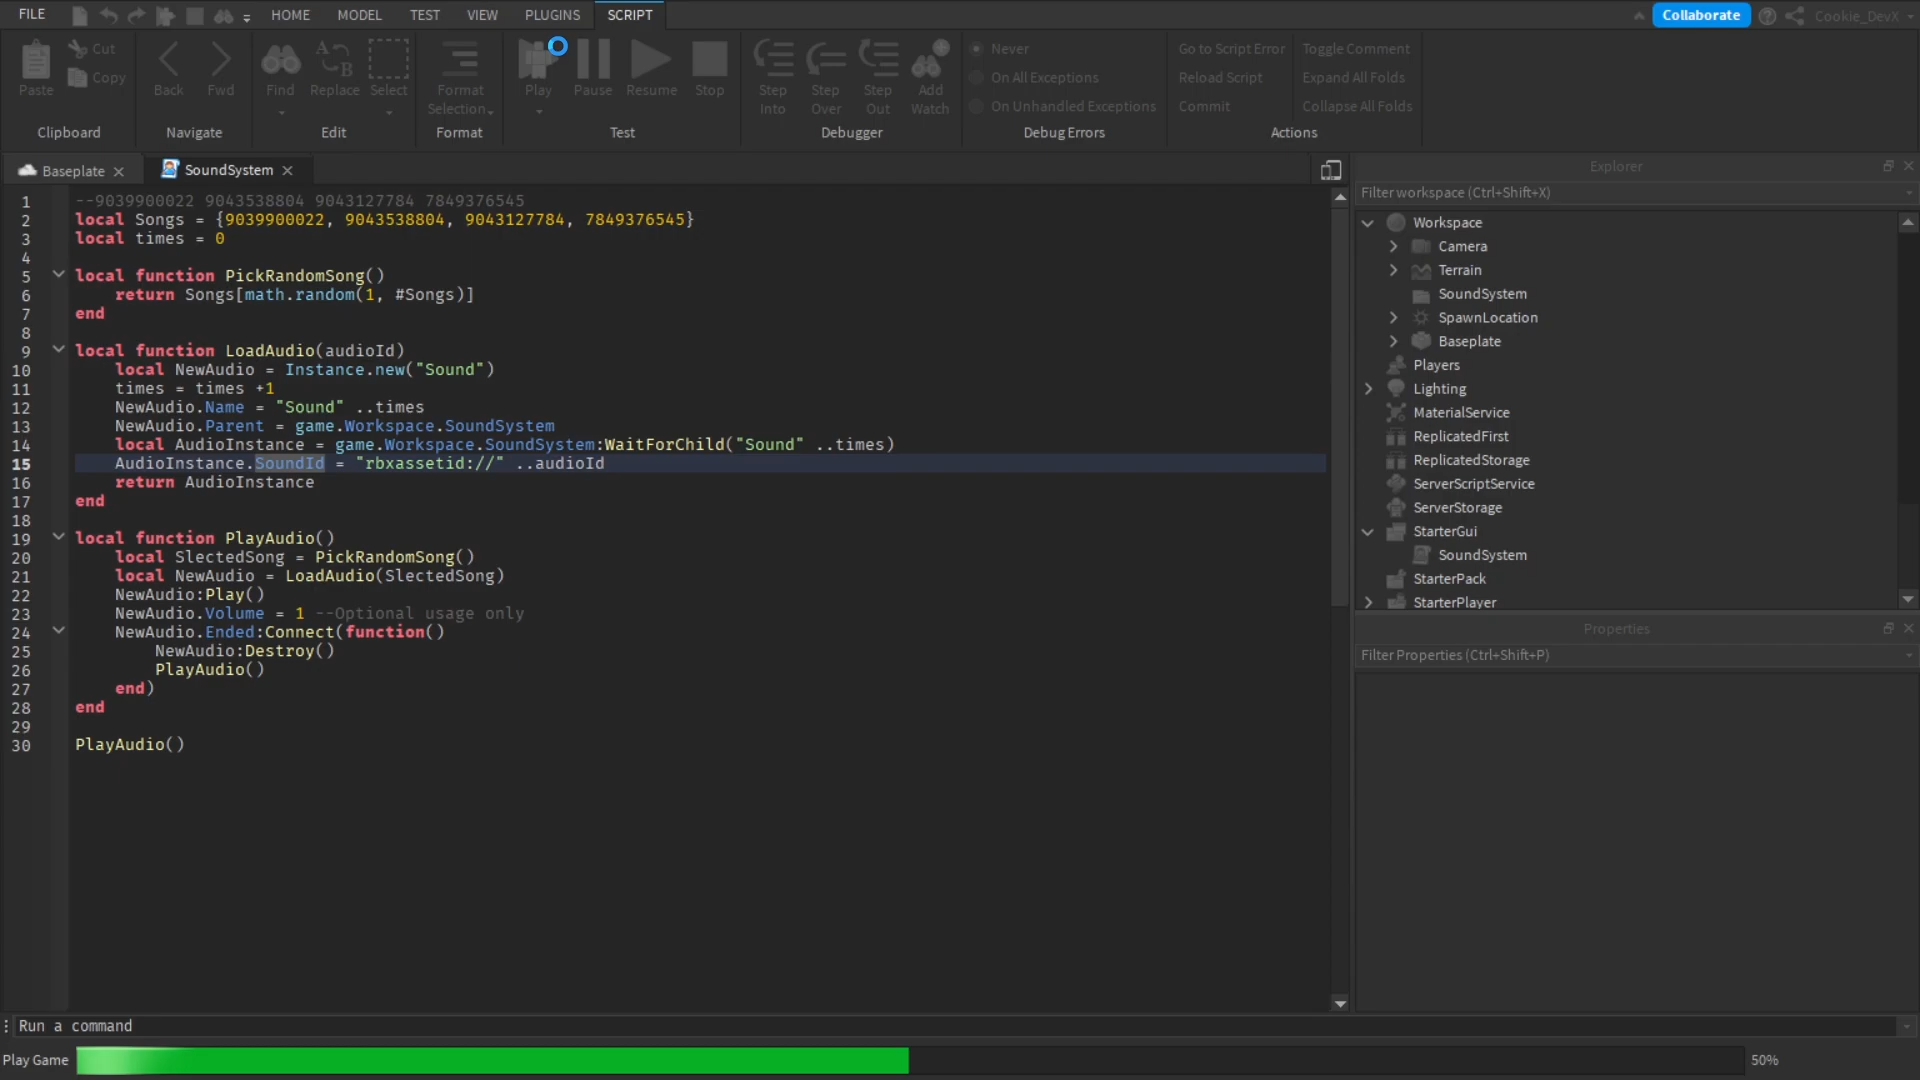 FILE HOME MODEL TEST VIEW PLUGINS SCRIPT Collaborate Cookie_DevX
Paste Cut Copy Back Fwd Find Replace Select Format Selection Play Pause Resume Stop Step Into Step Over Step Out Add Watch
Never Go to Script Error Toggle Comment
On All Exceptions Reload Script Expand All Folds
On Unhandled Exceptions Commit Collapse All Folds
Clipboard Navigate Edit Format Test Debugger Debug Errors Actions
Baseplate SoundSystem
1 --9039900022 9043538804 9043127784 7849376545
2 local Songs = {9039900022, 9043538804, 9043127784, 7849376545}
3 local times = 0
4
5 local function PickRandomSong()
6 return Songs[math.random(1, #Songs)]
7 end
8
9 local function LoadAudio(audioId)
10 local NewAudio = Instance.new("Sound")
11 times = times +1
12 NewAudio.Name = "Sound" ..times
13 NewAudio.Parent = game.Workspace.SoundSystem
14 local AudioInstance = game.Workspace.SoundSystem:WaitForChild("Sound" ..times)
15 AudioInstance.SoundId = "rbxassetid://" ..audioId
16 return AudioInstance
17 end
18
19 local function PlayAudio()
20 local SlectedSong = PickRandomSong()
21 local NewAudio = LoadAudio(SlectedSong)
22 NewAudio:Play()
23 NewAudio.Volume = 1 --Optional usage only
24 NewAudio.Ended:Connect(function()
25 NewAudio:Destroy()
26 PlayAudio()
27 end)
28 end
29
30 PlayAudio()
Explorer
Filter workspace (Ctrl+Shift+X)
Workspace
Camera
Terrain
SoundSystem
SpawnLocation
Baseplate
Players
Lighting
MaterialService
ReplicatedFirst
ReplicatedStorage
ServerScriptService
ServerStorage
StarterGui
SoundSystem
StarterPack
StarterPlayer
Properties
Filter Properties (Ctrl+Shift+P)
Run a command
Play Game 50%